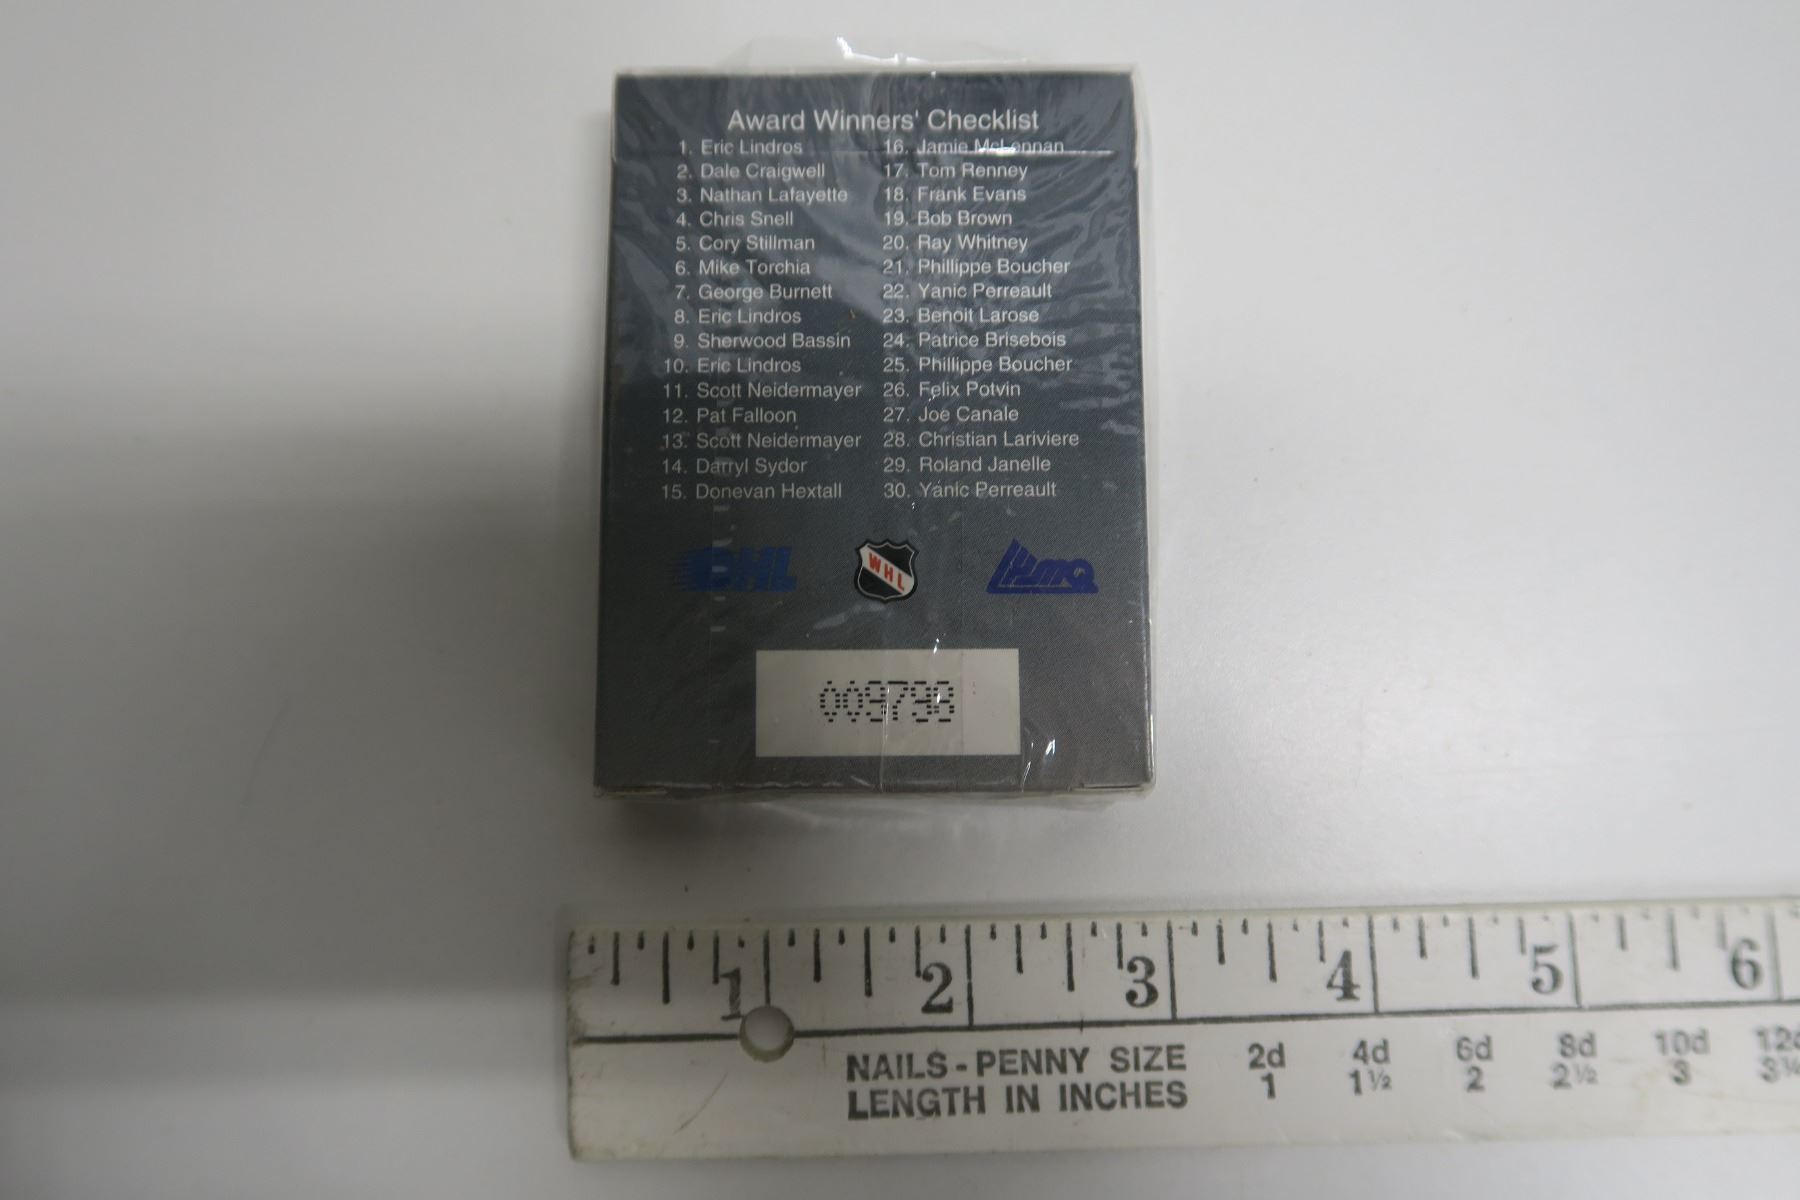 Award Winners' Checklist
1. Eric Lindros
2. Dale Craigwell
3. Nathan Lafayette
4. Chris Snell
5. Cory Stillman
6. Mike Torchia
7. George Burnett
8. Eric Lindros
9. Sherwood Bassin
10. Eric Lindros
11. Scott Neidermayer
12. Pat Falloon
13. Scott Neidermayer
14. Darryl Sydor
15. Donevan Hextall
16. Jamie McLennan
17. Tom Renney
18. Frank Evans
19. Bob Brown
20. Ray Whitney
21. Phillippe Boucher
22. Yanic Perreault
23. Benoit Larose
24. Patrice Brisebois
25. Phillippe Boucher
26. Felix Potvin
27. Joe Canale
28. Christian Lariviere
29. Roland Janelle
30. Yanic Perreault
OHL WHL LHJMQ
009798
1 2 3 4 5 6
NAILS-PENNY SIZE 2d 4d 6d 8d 10d 12d
LENGTH IN INCHES 1 1½ 2 2½ 3 3¼